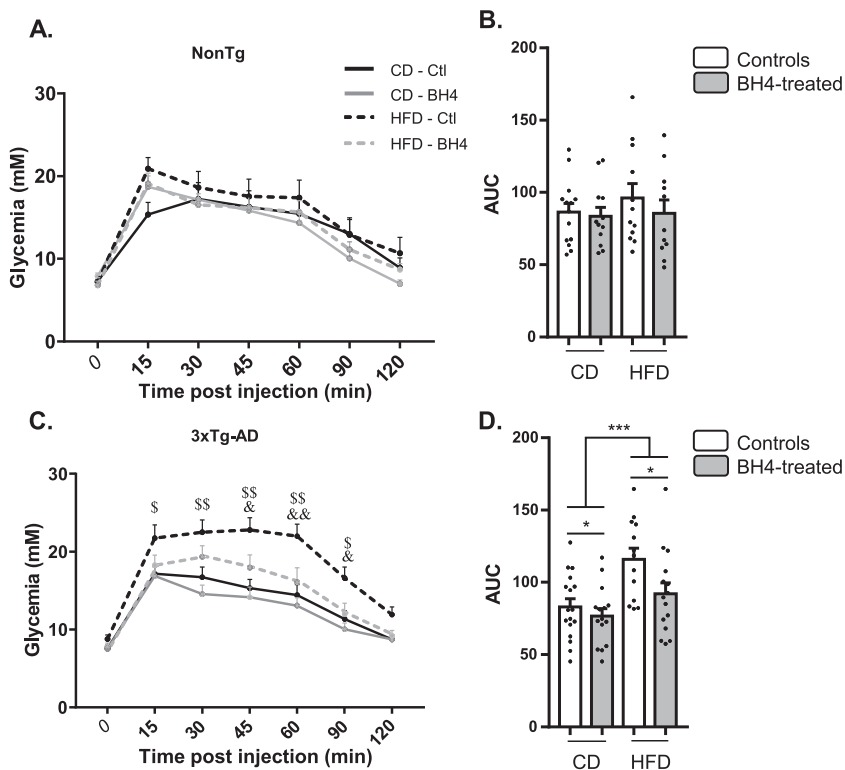 A.
NonTg
CD - Ctl
CD - BH4
HFD - Ctl
HFD - BH4
Glycemia (mM)
30
20
10
0
0 15 30 45 60 90 120
Time post injection (min)
B.
Controls
BH4-treated
AUC
200
150
100
50
0
CD HFD
C.
3xTg-AD
Glycemia (mM)
30
20
10
0
$ $$ $$ $$ $
& && &
0 15 30 45 60 90 120
Time post injection (min)
D.
Controls
BH4-treated
AUC
200
150
100
50
0
***
*
*
CD HFD